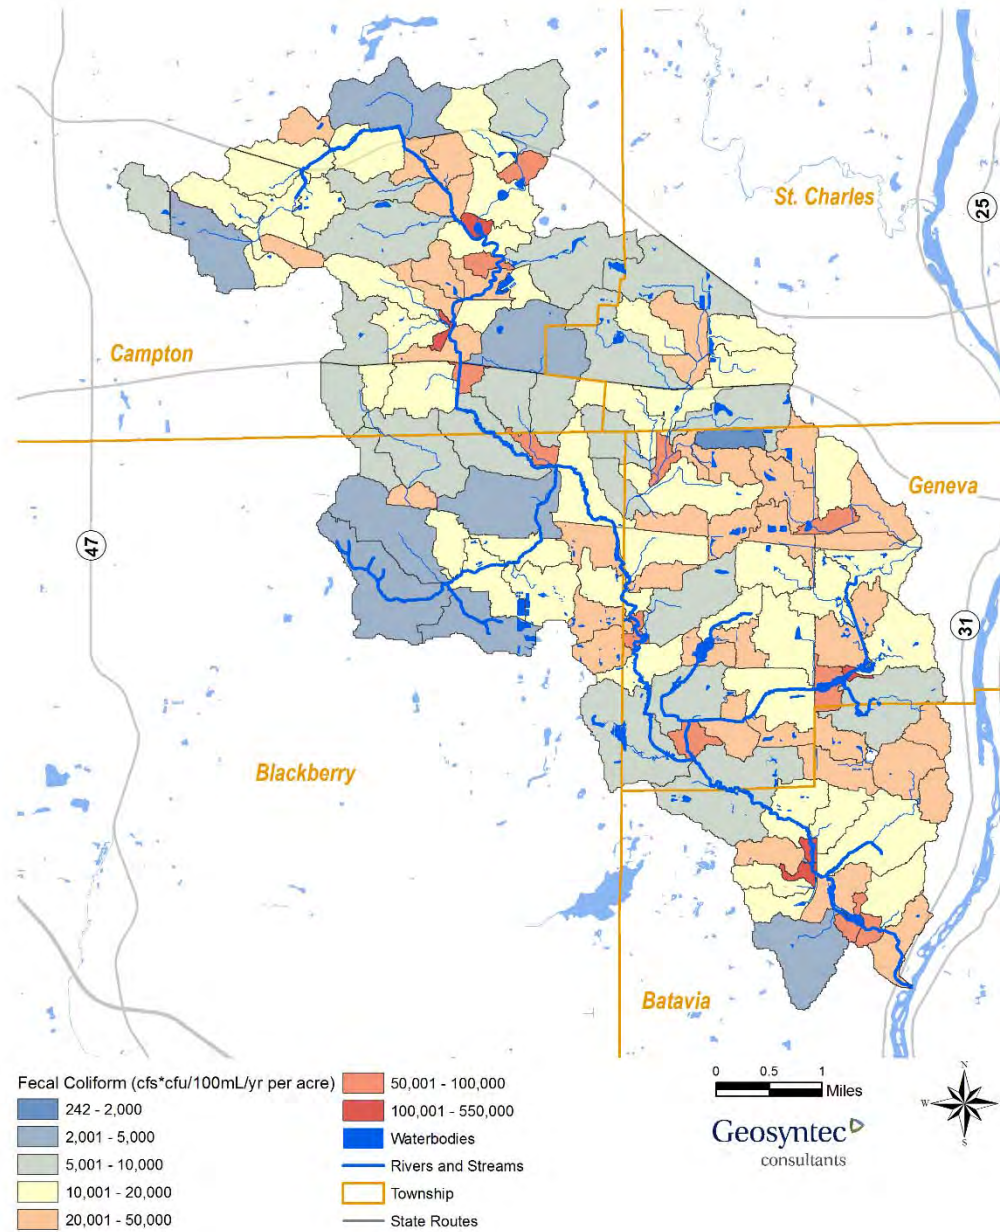 St. Charles
25
Campton
Geneva
47
31
Blackberry
Batavia
Fecal Coliform (cfs*cfu/100mL/yr per acre)
242 - 2,000
2,001 - 5,000
5,001 - 10,000
10,001 - 20,000
20,001 - 50,000
50,001 - 100,000
100,001 - 550,000
Waterbodies
Rivers and Streams
Township
State Routes
0 0.5 1
Miles
N
W E
S
Geosyntec
consultants